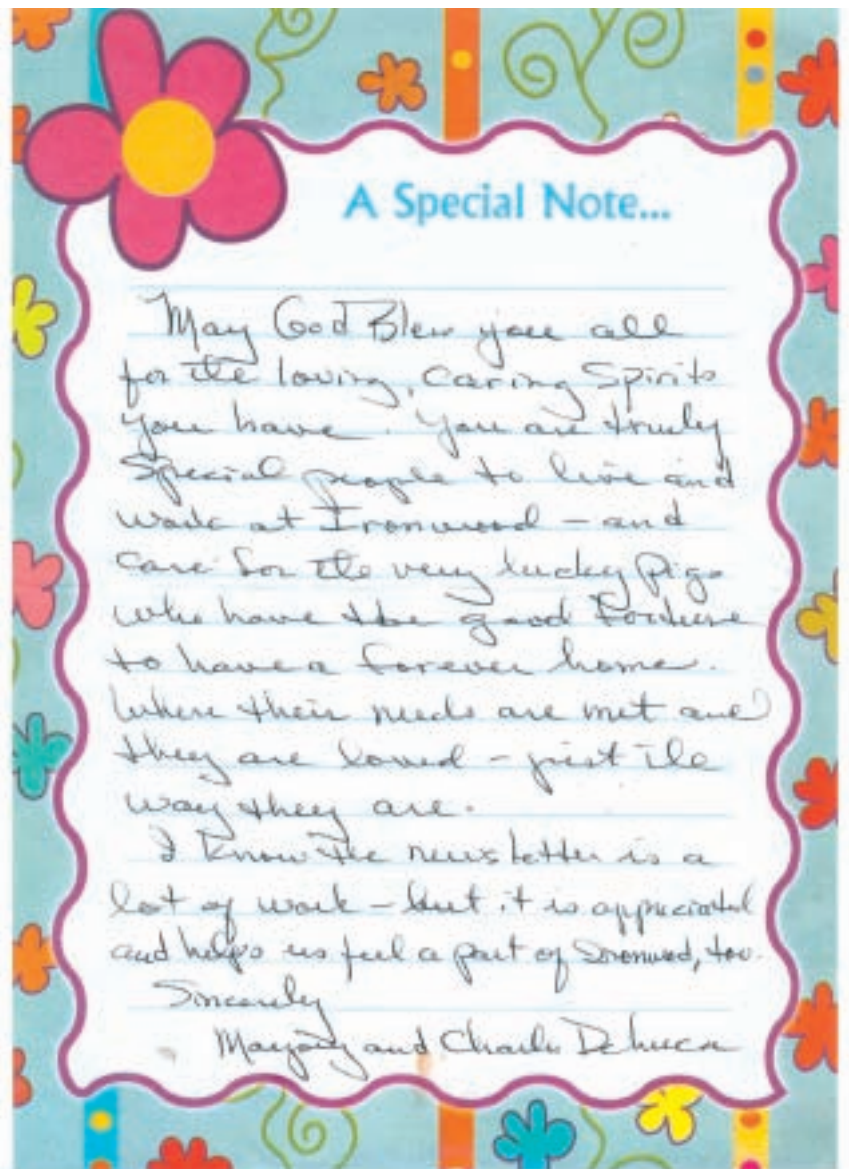 A Special Note...
May God Bless you all
for the loving, caring Spirits
you have. You are truly
Special people to live and
work at Ironwood - and
care for the very lucky pigs
who have the good Fortune
to have a forever home.
Where their needs are met and
they are loved - just the
way they are.
I know the newsletter is a
lot of work - but it is appreciated
and helps us feel a part of Ironwood, too.
Sincerely
and Charles